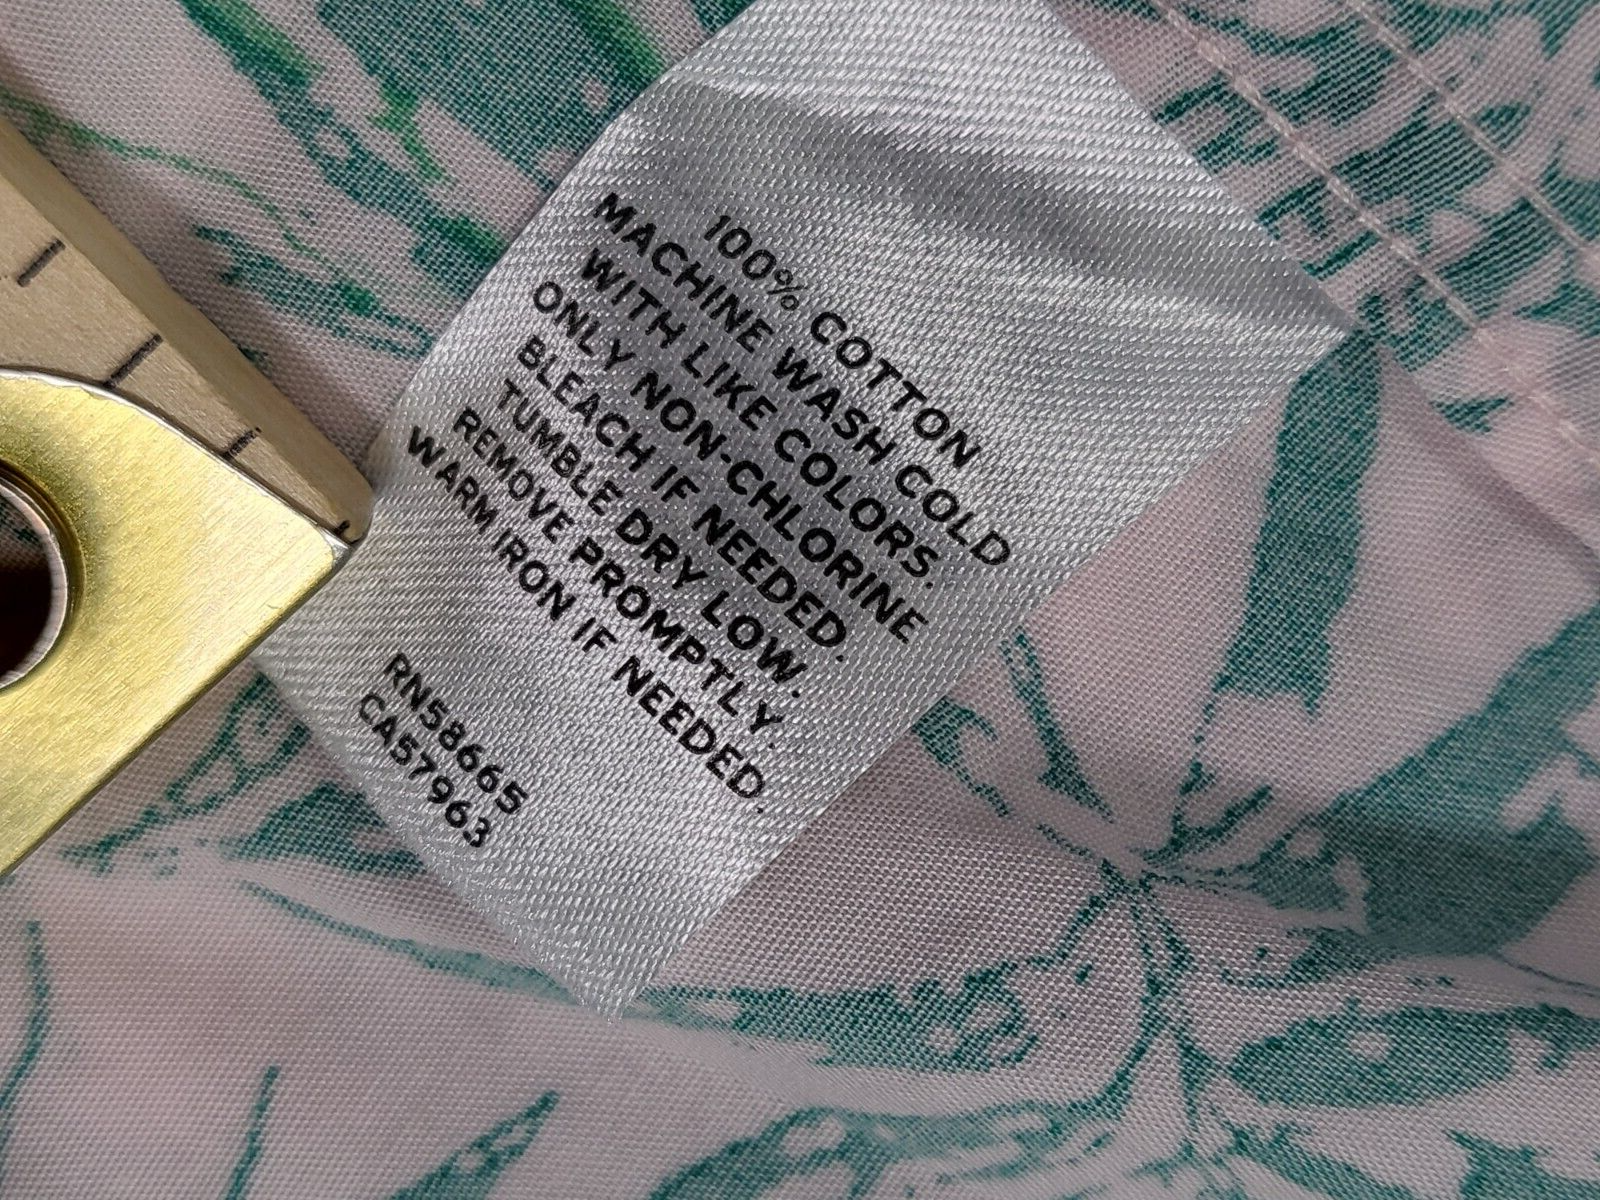 100% COTTON
MACHINE WASH COLD
WITH LIKE COLORS.
ONLY NON-CHLORINE
BLEACH IF NEEDED.
TUMBLE DRY LOW.
REMOVE PROMPTLY.
WARM IRON IF NEEDED.
RN58665
CA57963